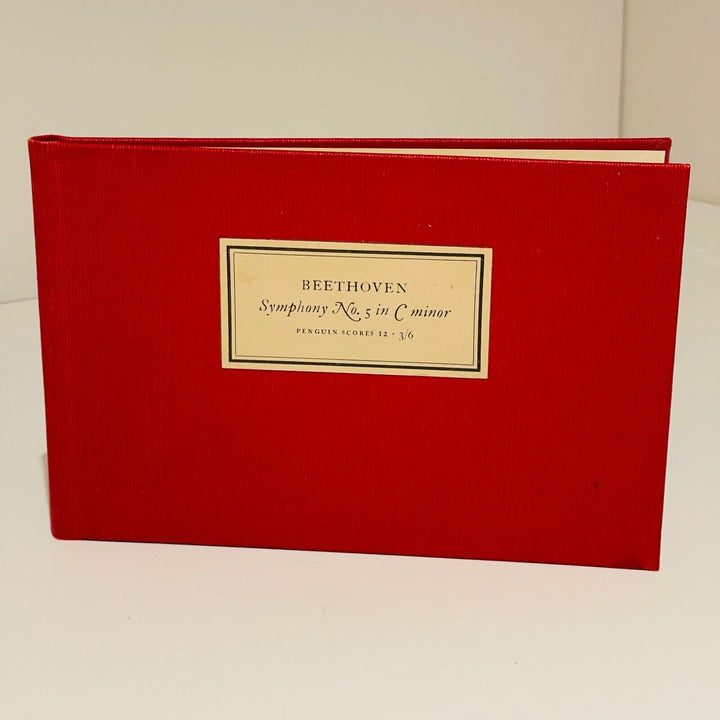 BEETHOVEN
Symphony No. 5 in C minor
PENGUIN SCORES 12 · 3/6